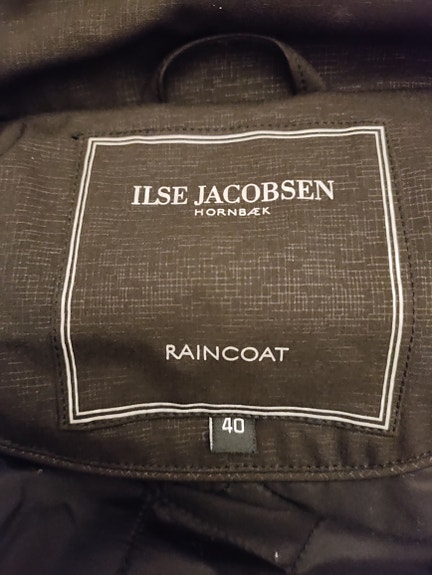 ILSE JACOBSEN
HORNBÆK
RAINCOAT
40